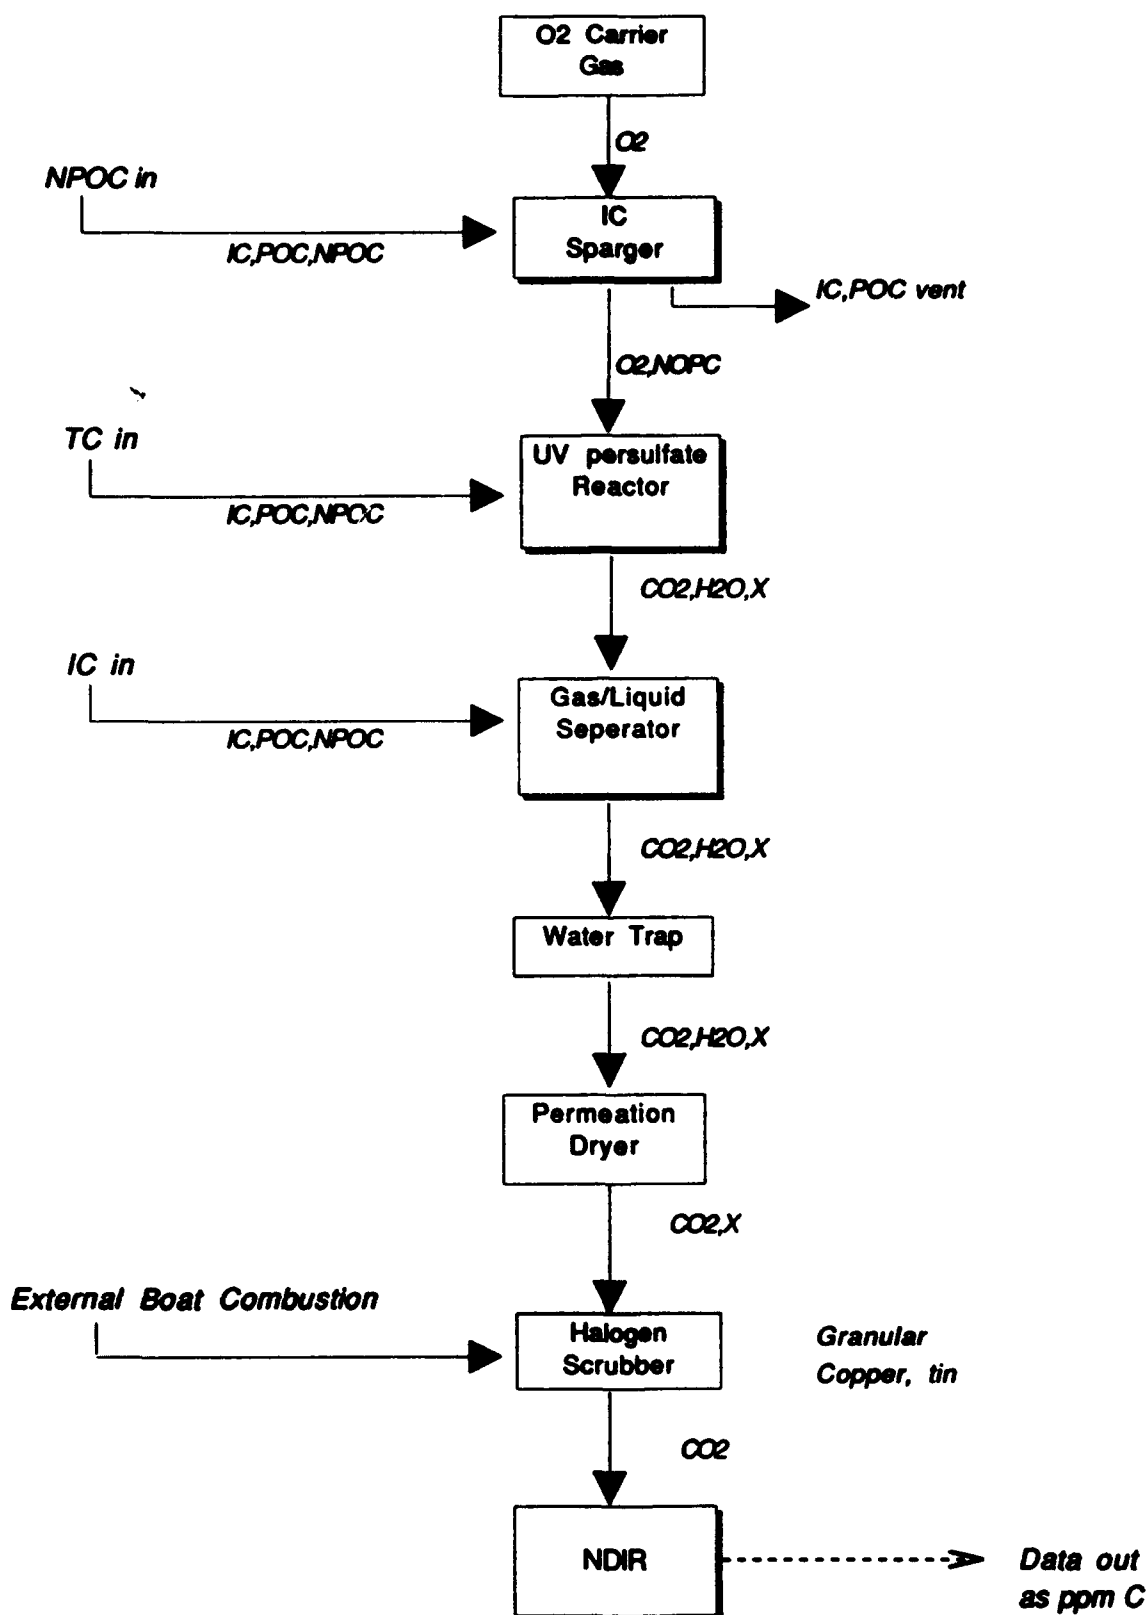 O2 Carrier
Gas
O2
NPOC in
IC
Sparger
IC,POC,NPOC
IC,POC vent
O2,NOPC
TC in
UV persulfate
Reactor
IC,POC,NPOC
CO2,H2O,X
IC in
Gas/Liquid
Seperator
IC,POC,NPOC
CO2,H2O,X
Water Trap
CO2,H2O,X
Permeation
Dryer
CO2,X
External Boat Combustion
Halogen
Scrubber
Granular
Copper, tin
CO2
NDIR
Data out
as ppm C